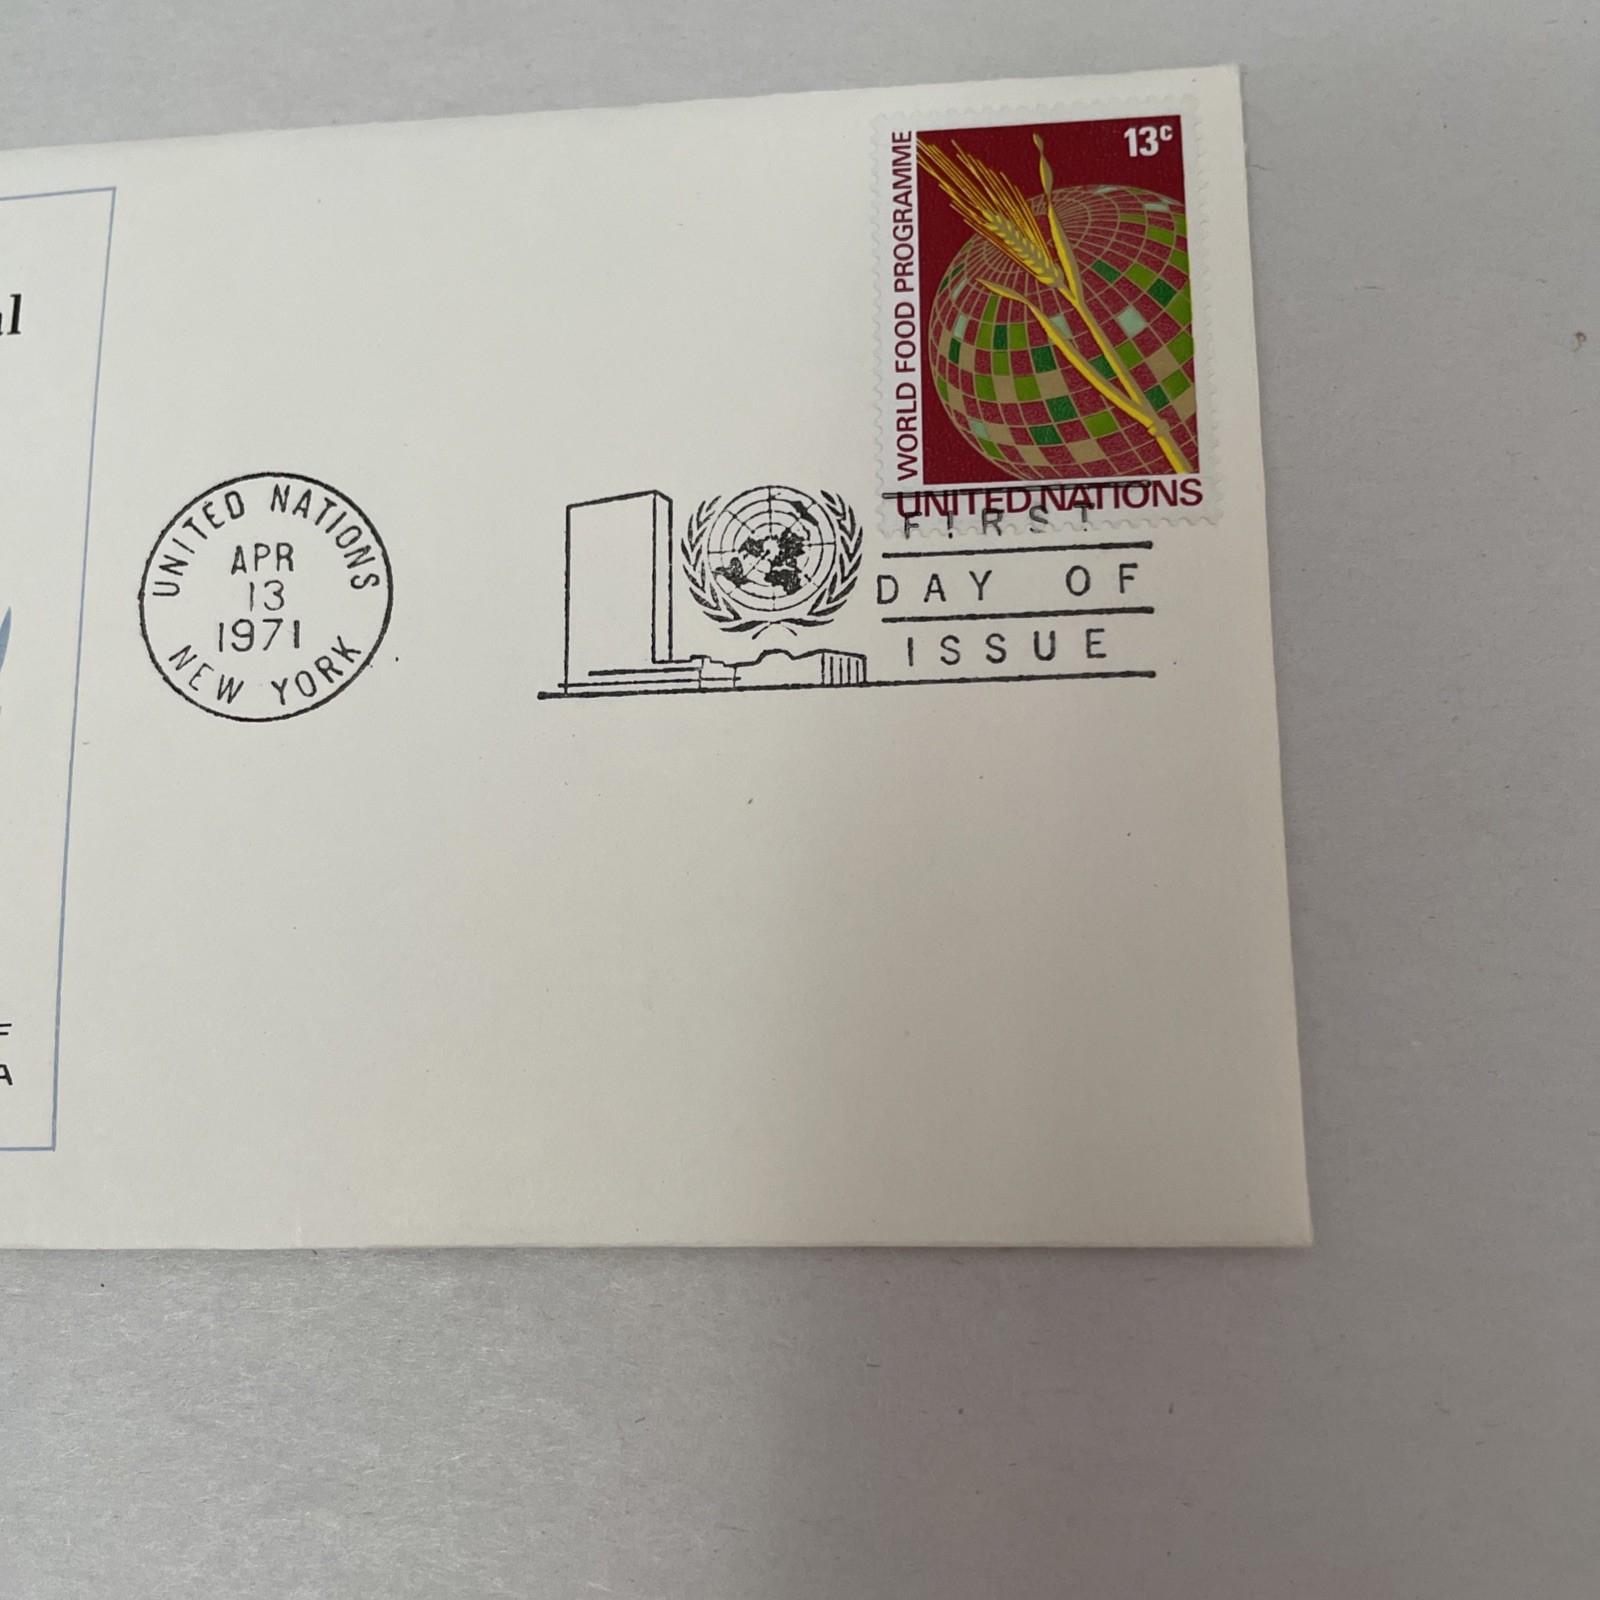 13c
WORLD FOOD PROGRAMME
UNITED NATIONS
FIRST
DAY OF
ISSUE
UNITED NATIONS
APR
13
1971
NEW YORK